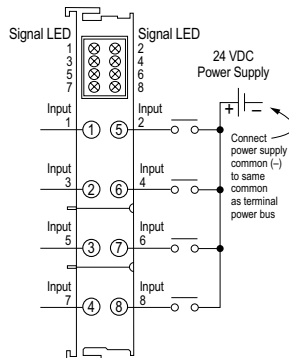 Signal LED
Signal LED
1 2
3 4
5 6
7 8
24 VDC
Power Supply
+ –
Input
1
1 5
Input
2
Connect
power supply
common (–)
to same
common
as terminal
power bus
Input
3
2 6
Input
4
Input
5
3 7
Input
6
Input
7
4 8
Input
8